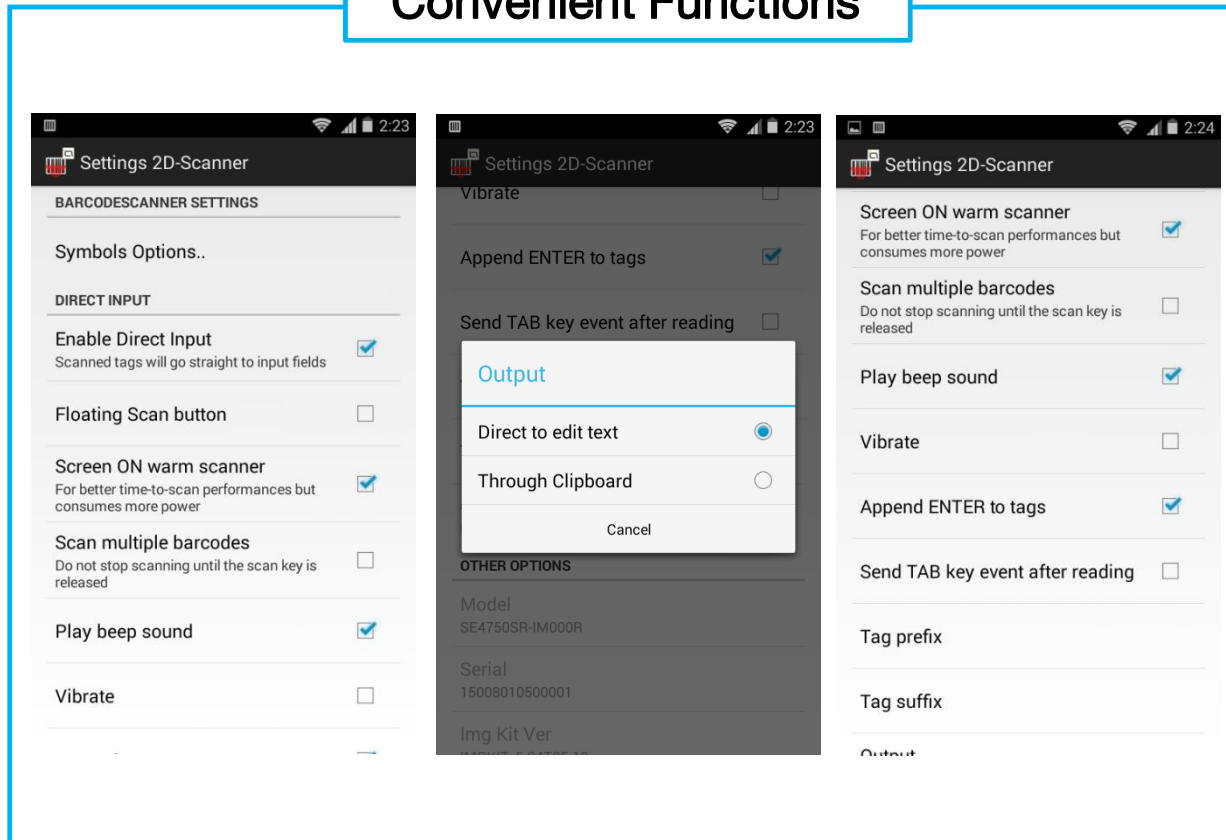 Convenient Functions
2:23
Settings 2D-Scanner
BARCODESCANNER SETTINGS
Symbols Options..
DIRECT INPUT
Enable Direct Input
Scanned tags will go straight to input fields
Floating Scan button
Screen ON warm scanner
For better time-to-scan performances but
consumes more power
Scan multiple barcodes
Do not stop scanning until the scan key is
released
Play beep sound
Vibrate
2:23
Settings 2D-Scanner
Vibrate
Append ENTER to tags
Send TAB key event after reading
Output
Direct to edit text
Through Clipboard
Cancel
OTHER OPTIONS
Model
SE4750SR-IM000R
Serial
15008010500001
Img Kit Ver
2:24
Settings 2D-Scanner
Screen ON warm scanner
For better time-to-scan performances but
consumes more power
Scan multiple barcodes
Do not stop scanning until the scan key is
released
Play beep sound
Vibrate
Append ENTER to tags
Send TAB key event after reading
Tag prefix
Tag suffix
Output